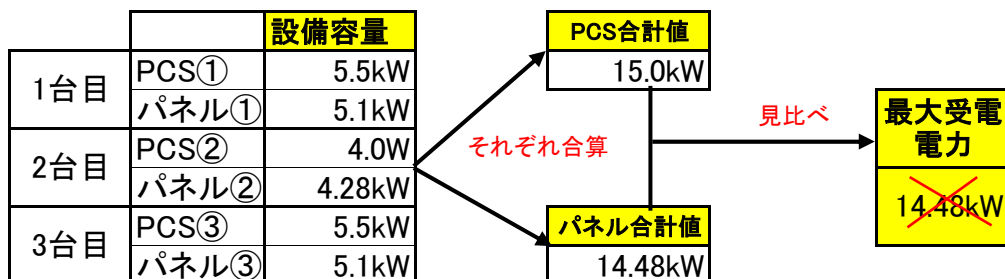 設備容量
1台目
PCS① 5.5kW
パネル① 5.1kW
2台目
PCS② 4.0W
パネル② 4.28kW
3台目
PCS③ 5.5kW
パネル③ 5.1kW
それぞれ合算
PCS合計値
15.0kW
パネル合計値
14.48kW
見比べ
最大受電
電力
14.48kW